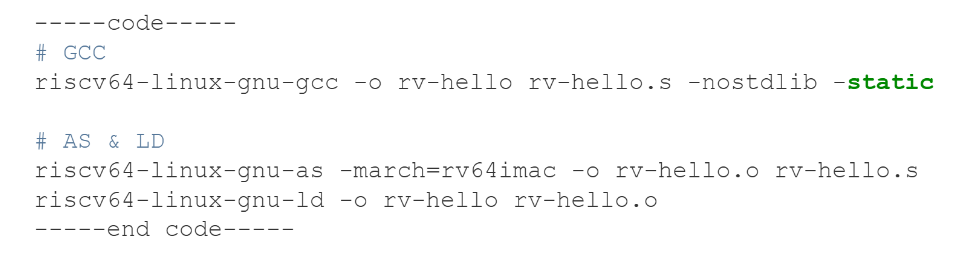 -----code-----
# GCC
riscv64-linux-gnu-gcc -o rv-hello rv-hello.s -nostdlib -static
# AS & LD
riscv64-linux-gnu-as -march=rv64imac -o rv-hello.o rv-hello.s
riscv64-linux-gnu-ld -o rv-hello rv-hello.o
-----end code-----